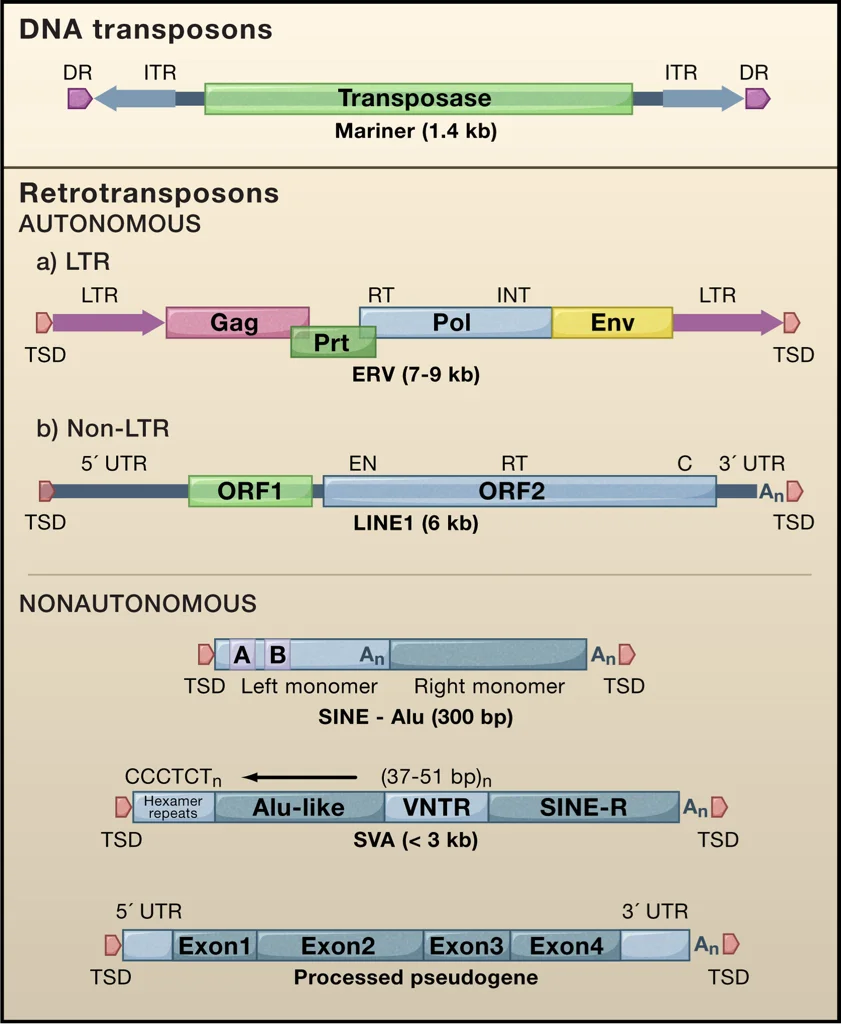 DNA transposons
DR ITR ITR DR
Transposase
Mariner (1.4 kb)
Retrotransposons
AUTONOMOUS
a) LTR
LTR RT INT LTR
Gag Pol Env
Prt
TSD TSD
ERV (7-9 kb)
b) Non-LTR
5´ UTR EN RT C 3´ UTR
ORF1 ORF2 An
TSD TSD
LINE1 (6 kb)
NONAUTONOMOUS
A B An An
TSD Left monomer Right monomer TSD
SINE - Alu (300 bp)
CCCTCTn (37-51 bp)n
Hexamer
repeats
Alu-like VNTR SINE-R An
TSD TSD
SVA (< 3 kb)
5´ UTR 3´ UTR
Exon1 Exon2 Exon3 Exon4 An
TSD TSD
Processed pseudogene